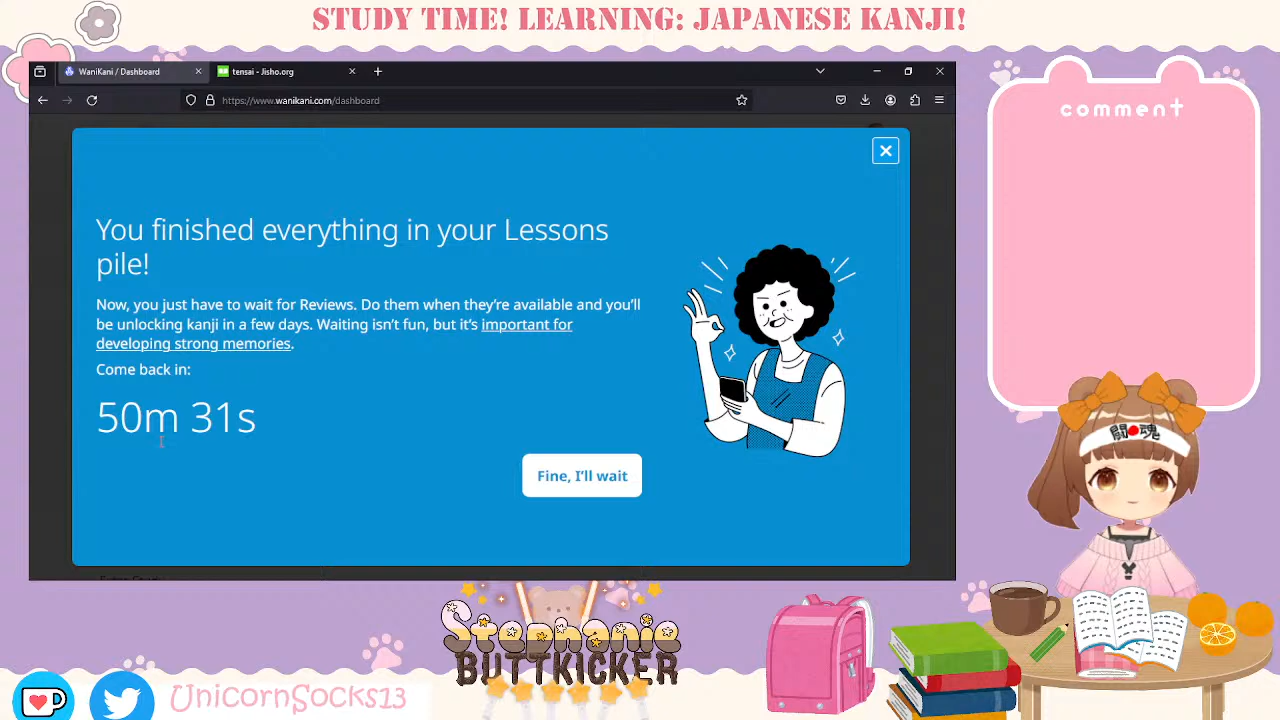 STUDY TIME! LEARNING: JAPANESE KANJI!
WaniKani / Dashboard
tensai - Jisho.org
https://www.wanikani.com/dashboard
comment
You finished everything in your Lessons
pile!
Now, you just have to wait for Reviews. Do them when they're available and you'll
be unlocking kanji in a few days. Waiting isn't fun, but it's important for
developing strong memories.
Come back in:
50m 31s
Fine, I'll wait
闘魂
Stephanie
BUTTKICKER
UnicornSocks13